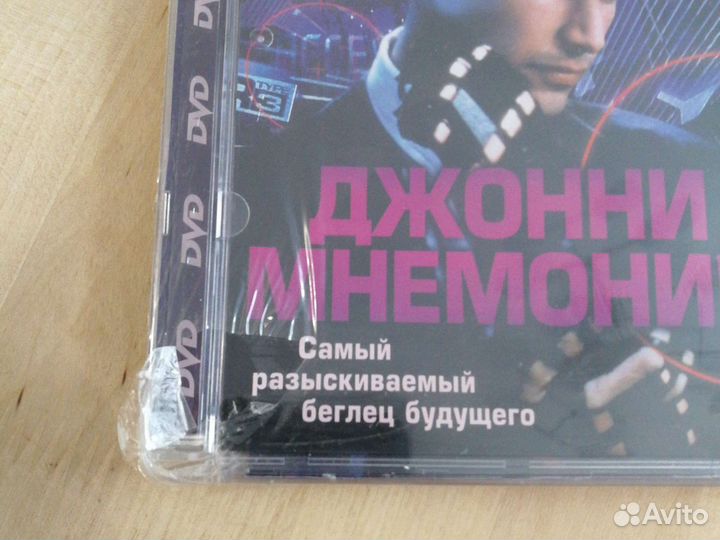 DVD
DVD
DVD
DVD
ДЖОННИ
МНЕМОНИ
Самый
разыскиваемый
беглец будущего
Avito